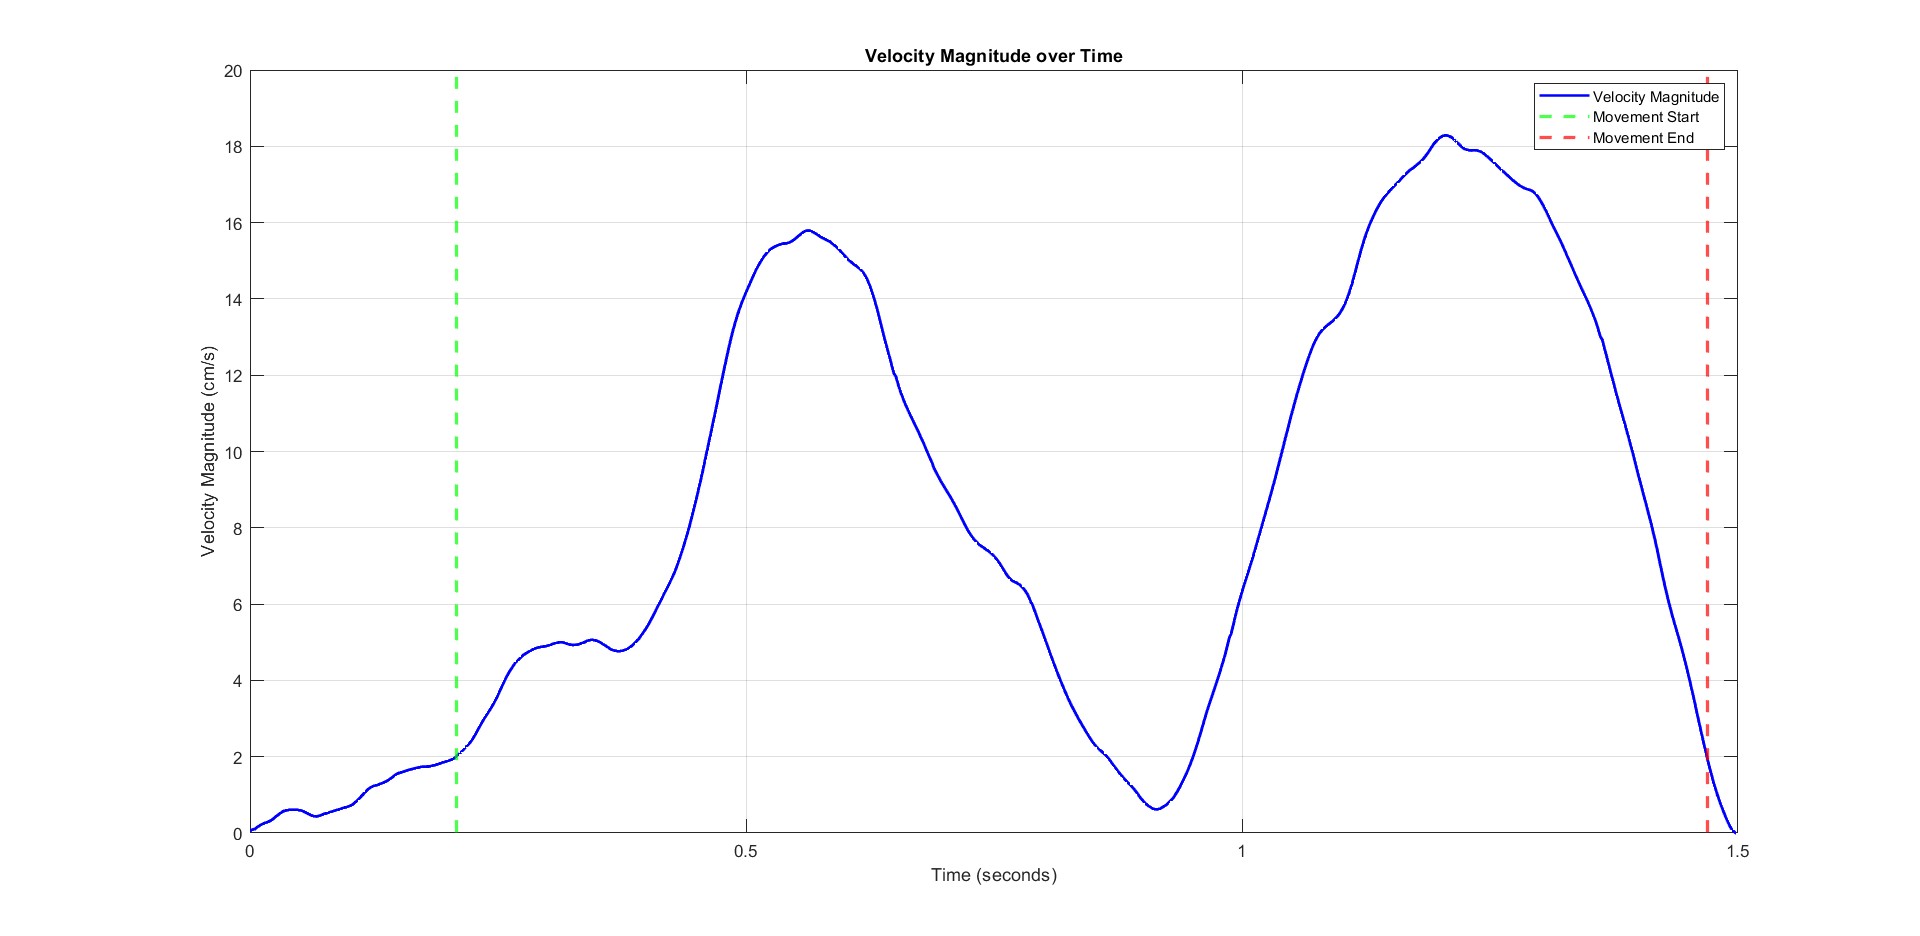 Velocity Magnitude over Time
20
18
16
14
12
10
8
6
4
2
0
Velocity Magnitude (cm/s)
Velocity Magnitude
Movement Start
Movement End
0
0.5
1
1.5
Time (seconds)